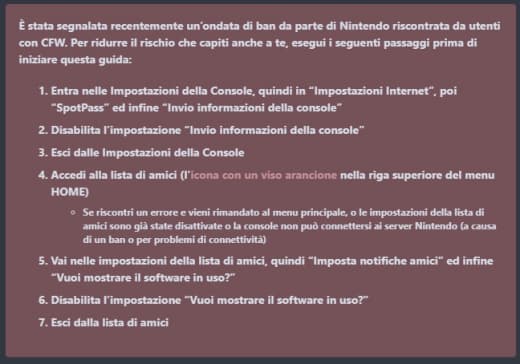 È stata segnalata recentemente un'ondata di ban da parte di Nintendo riscontrata da utenti
con CFW. Per ridurre il rischio che capiti anche a te, esegui i seguenti passaggi prima di
iniziare questa guida:
1. Entra nelle Impostazioni della Console, quindi in “Impostazioni Internet”, poi
“SpotPass” ed infine “Invio informazioni della console”
2. Disabilita l'impostazione “Invio informazioni della console”
3. Esci dalle Impostazioni della Console
4. Accedi alla lista di amici (l'icona con un viso arancione nella riga superiore del menu
HOME)
◦ Se riscontri un errore e vieni rimandato al menu principale, o le impostazioni della lista di
amici sono già state disattivate o la console non può connettersi ai server Nintendo (a causa
di un ban o per problemi di connettività)
5. Vai nelle impostazioni della lista di amici, quindi “Imposta notifiche amici” ed infine
“Vuoi mostrare il software in uso?”
6. Disabilita l'impostazione “Vuoi mostrare il software in uso?”
7. Esci dalla lista di amici